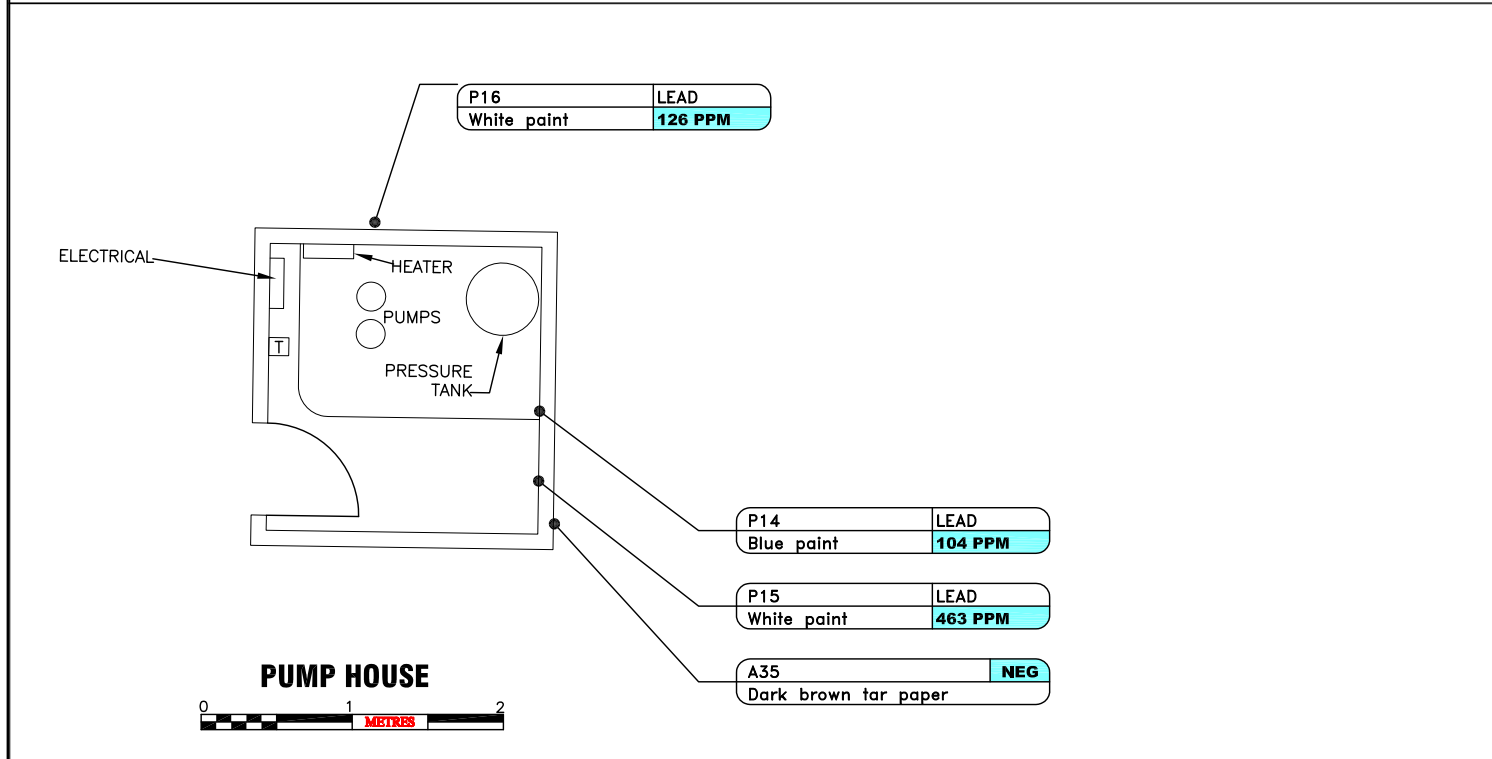 P16 LEAD
White paint 126 PPM
ELECTRICAL
HEATER
PUMPS
T
PRESSURE
TANK
P14 LEAD
Blue paint 104 PPM
P15 LEAD
White paint 463 PPM
A35 NEG
Dark brown tar paper
PUMP HOUSE
0 1 2
METRES